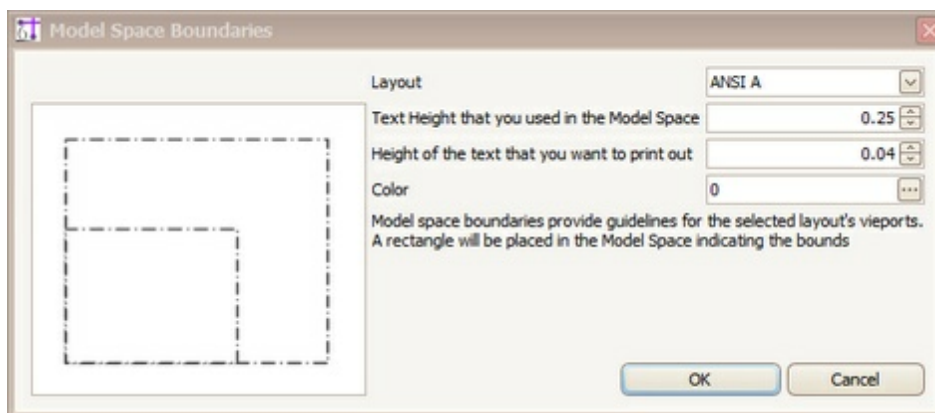 Model Space Boundaries
Layout
ANSI A
Text Height that you used in the Model Space
0.25
Height of the text that you want to print out
0.04
Color
0
Model space boundaries provide guidelines for the selected layout's vieports.
A rectangle will be placed in the Model Space indicating the bounds
OK
Cancel